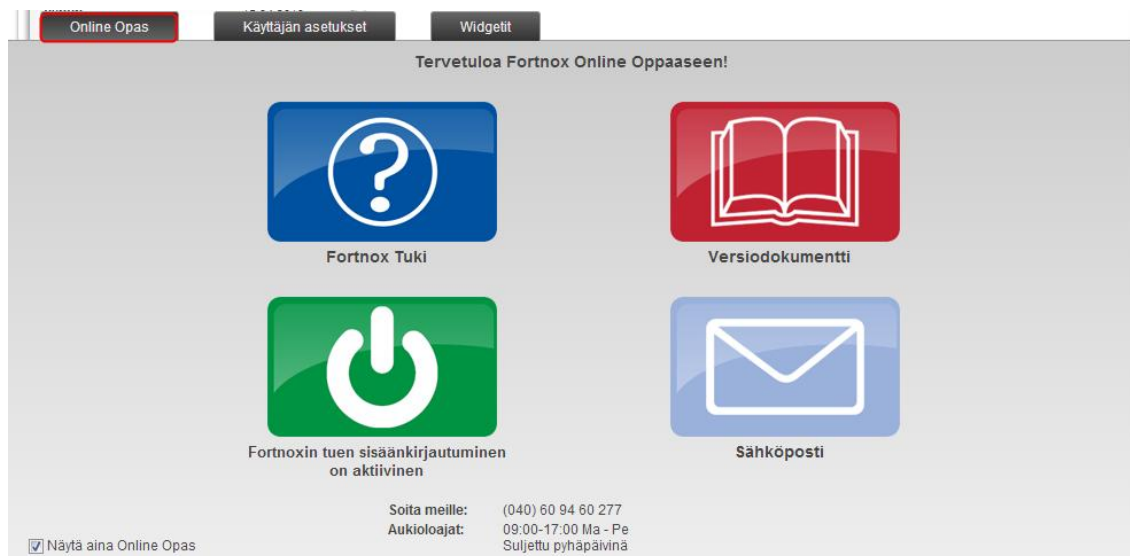 Online Opas
Käyttäjän asetukset
Widgetit
Tervetuloa Fortnox Online Oppaaseen!
Fortnox Tuki
Versiodokumentti
Fortnoxin tuen sisäänkirjautuminen
on aktiivinen
Sähköposti
Soita meille: (040) 60 94 60 277
Aukioloajat: 09:00-17:00 Ma - Pe
Suljettu pyhäpäivinä
Näytä aina Online Opas